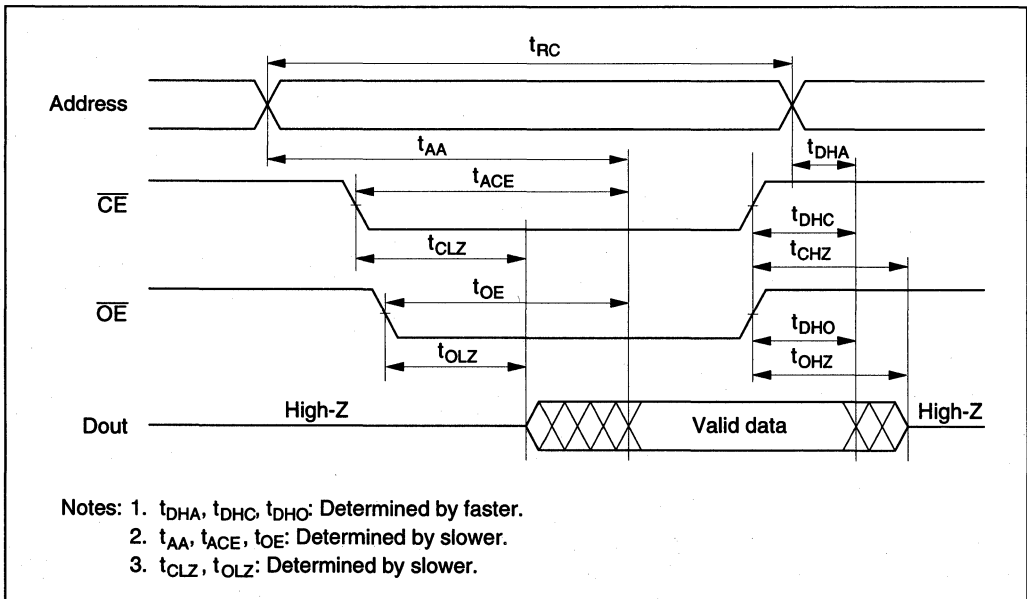 tRC
Address
tAA
tDHA
tACE
CE
tDHC
tCLZ
tCHZ
tOE
OE
tDHO
tOLZ
tOHZ
High-Z
Valid data
High-Z
Dout
Notes: 1. tDHA, tDHC, tDHO: Determined by faster.
2. tAA, tACE, tOE: Determined by slower.
3. tCLZ, tOLZ: Determined by slower.